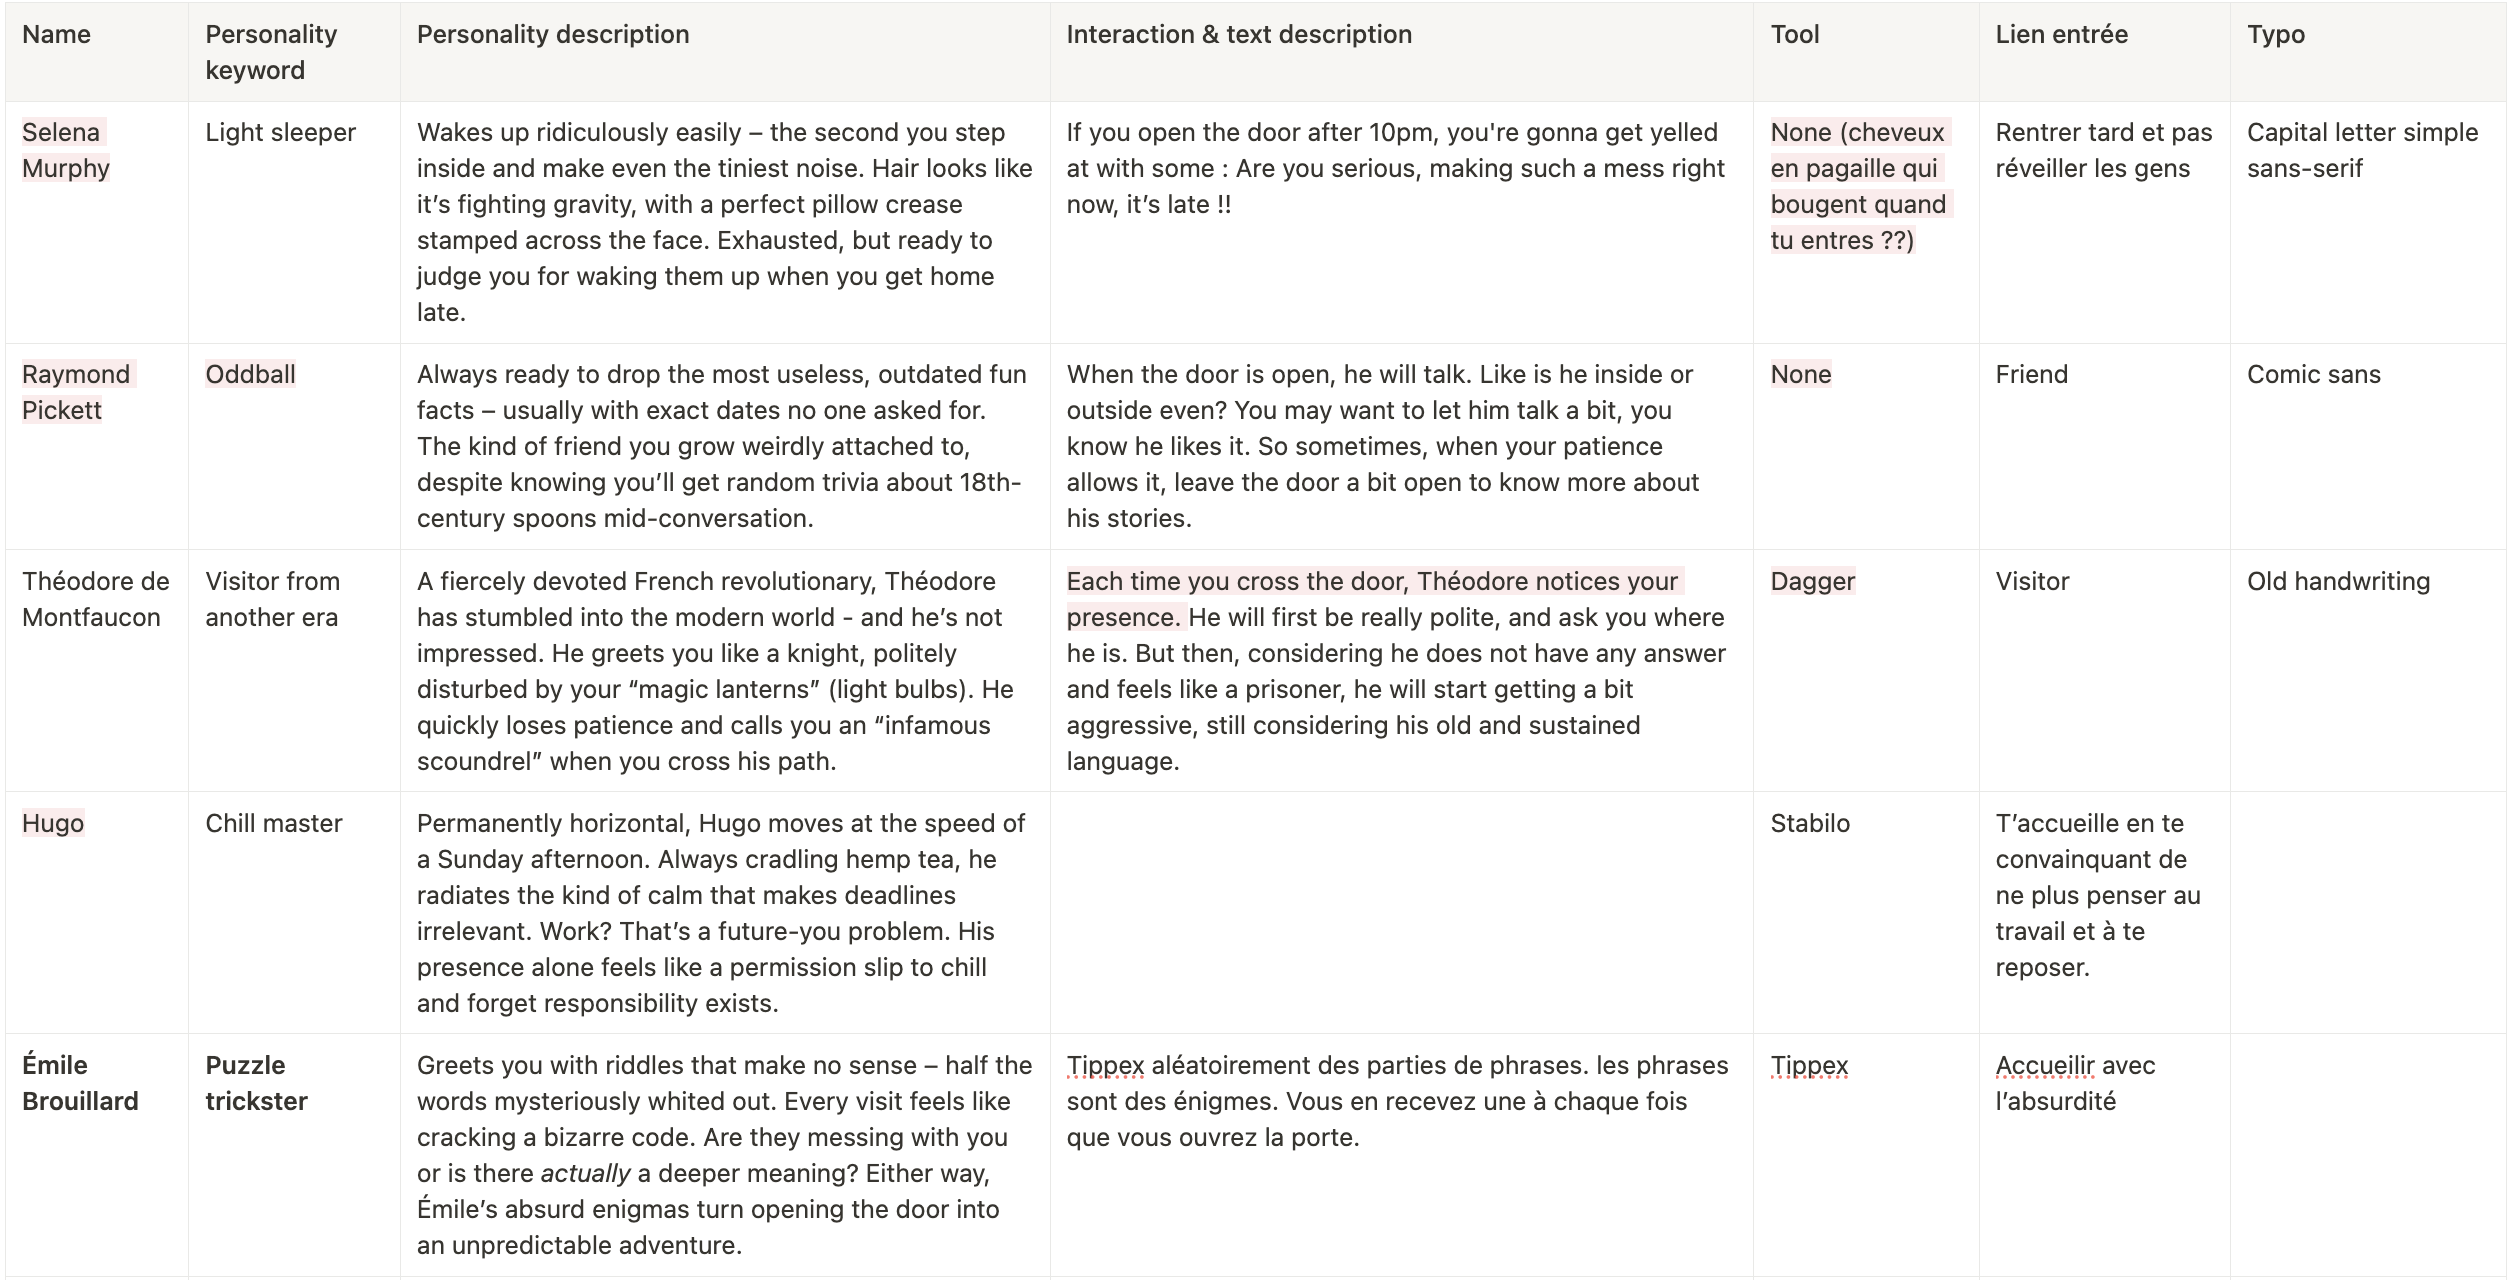 Name
Personality
keyword
Personality description
Interaction & text description
Tool
Lien entrée
Typo
Selena
Murphy
Light sleeper
Wakes up ridiculously easily – the second you step
inside and make even the tiniest noise. Hair looks like
it’s fighting gravity, with a perfect pillow crease
stamped across the face. Exhausted, but ready to
judge you for waking them up when you get home
late.
If you open the door after 10pm, you're gonna get yelled
at with some : Are you serious, making such a mess right
now, it’s late !!
None (cheveux
en pagaille qui
bougent quand
tu entres ??)
Rentrer tard et pas
réveiller les gens
Capital letter simple
sans-serif
Raymond
Pickett
Oddball
Always ready to drop the most useless, outdated fun
facts – usually with exact dates no one asked for.
The kind of friend you grow weirdly attached to,
despite knowing you’ll get random trivia about 18th-
century spoons mid-conversation.
When the door is open, he will talk. Like is he inside or
outside even? You may want to let him talk a bit, you
know he likes it. So sometimes, when your patience
allows it, leave the door a bit open to know more about
his stories.
None
Friend
Comic sans
Théodore de
Montfaucon
Visitor from
another era
A fiercely devoted French revolutionary, Théodore
has stumbled into the modern world - and he’s not
impressed. He greets you like a knight, politely
disturbed by your “magic lanterns” (light bulbs). He
quickly loses patience and calls you an “infamous
scoundrel” when you cross his path.
Each time you cross the door, Théodore notices your
presence. He will first be really polite, and ask you where
he is. But then, considering he does not have any answer
and feels like a prisoner, he will start getting a bit
aggressive, still considering his old and sustained
language.
Dagger
Visitor
Old handwriting
Hugo
Chill master
Permanently horizontal, Hugo moves at the speed of
a Sunday afternoon. Always cradling hemp tea, he
radiates the kind of calm that makes deadlines
irrelevant. Work? That’s a future-you problem. His
presence alone feels like a permission slip to chill
and forget responsibility exists.
Stabilo
T’accueille en te
convainquant de
ne plus penser au
travail et à te
reposer.
Émile
Brouillard
Puzzle
trickster
Greets you with riddles that make no sense – half the
words mysteriously whited out. Every visit feels like
cracking a bizarre code. Are they messing with you
or is there actually a deeper meaning? Either way,
Émile’s absurd enigmas turn opening the door into
an unpredictable adventure.
Tippex aléatoirement des parties de phrases. les phrases
sont des énigmes. Vous en recevez une à chaque fois
que vous ouvrez la porte.
Tippex
Accueilir avec
l’absurdité